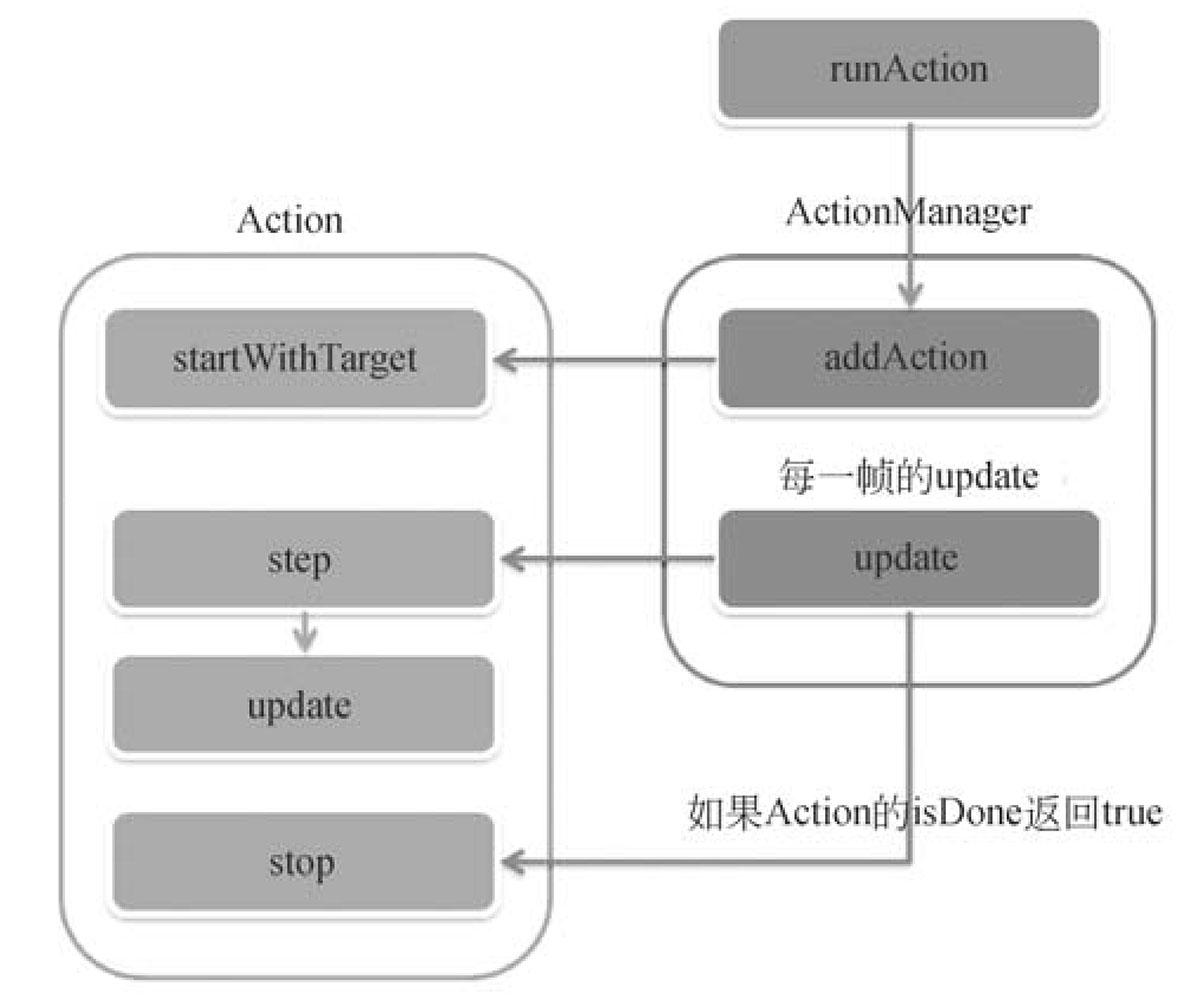 runAction
Action
ActionManager
startWithTarget
addAction
每一帧的update
step
update
update
如果Action的isDone返回true
stop